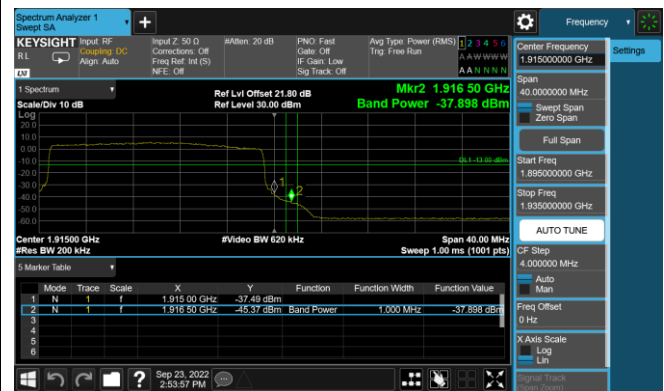 Spectrum Analyzer 1
Swept SA
Frequency
KEYSIGHT
RL
LXI
Input: RF
Coupling: DC
Align: Auto
Input Z: 50 Ω
Corrections: Off
Freq Ref: Int (S)
NFE: Off
#Atten: 20 dB
PNO: Fast
Gate: Off
IF Gain: Low
Sig Track: Off
Avg Type: Power (RMS)
Trig: Free Run
1 2 3 4 5 6
A A N N N N
Settings
Center Frequency
1.915000000 GHz
Span
40.0000000 MHz
Swept Span
Zero Span
Full Span
Start Freq
1.895000000 GHz
Stop Freq
1.935000000 GHz
AUTO TUNE
CF Step
4.000000 MHz
Auto
Man
Freq Offset
0 Hz
X Axis Scale
Log
Lin
Signal Track
(Span Zoom)
1 Spectrum
Scale/Div 10 dB
Ref Lvl Offset 21.80 dB
Ref Level 30.00 dBm
Mkr2 1.916 50 GHz
Band Power -37.898 dBm
Log
20.0
10.0
0.00
-10.0
-20.0
-30.0
-40.0
-50.0
-60.0
DL1 -13.00 dBm
1
2
Center 1.91500 GHz
#Res BW 200 kHz
#Video BW 620 kHz
Span 40.00 MHz
Sweep 1.00 ms (1001 pts)
5 Marker Table
Mode Trace Scale X Y Function Function Width Function Value
1 N 1 f 1.915 00 GHz -37.49 dBm
2 N 1 f 1.916 50 GHz -45.37 dBm Band Power 1.000 MHz -37.898 dBm
3
4
5
6
?
Sep 23, 2022
2:53:57 PM